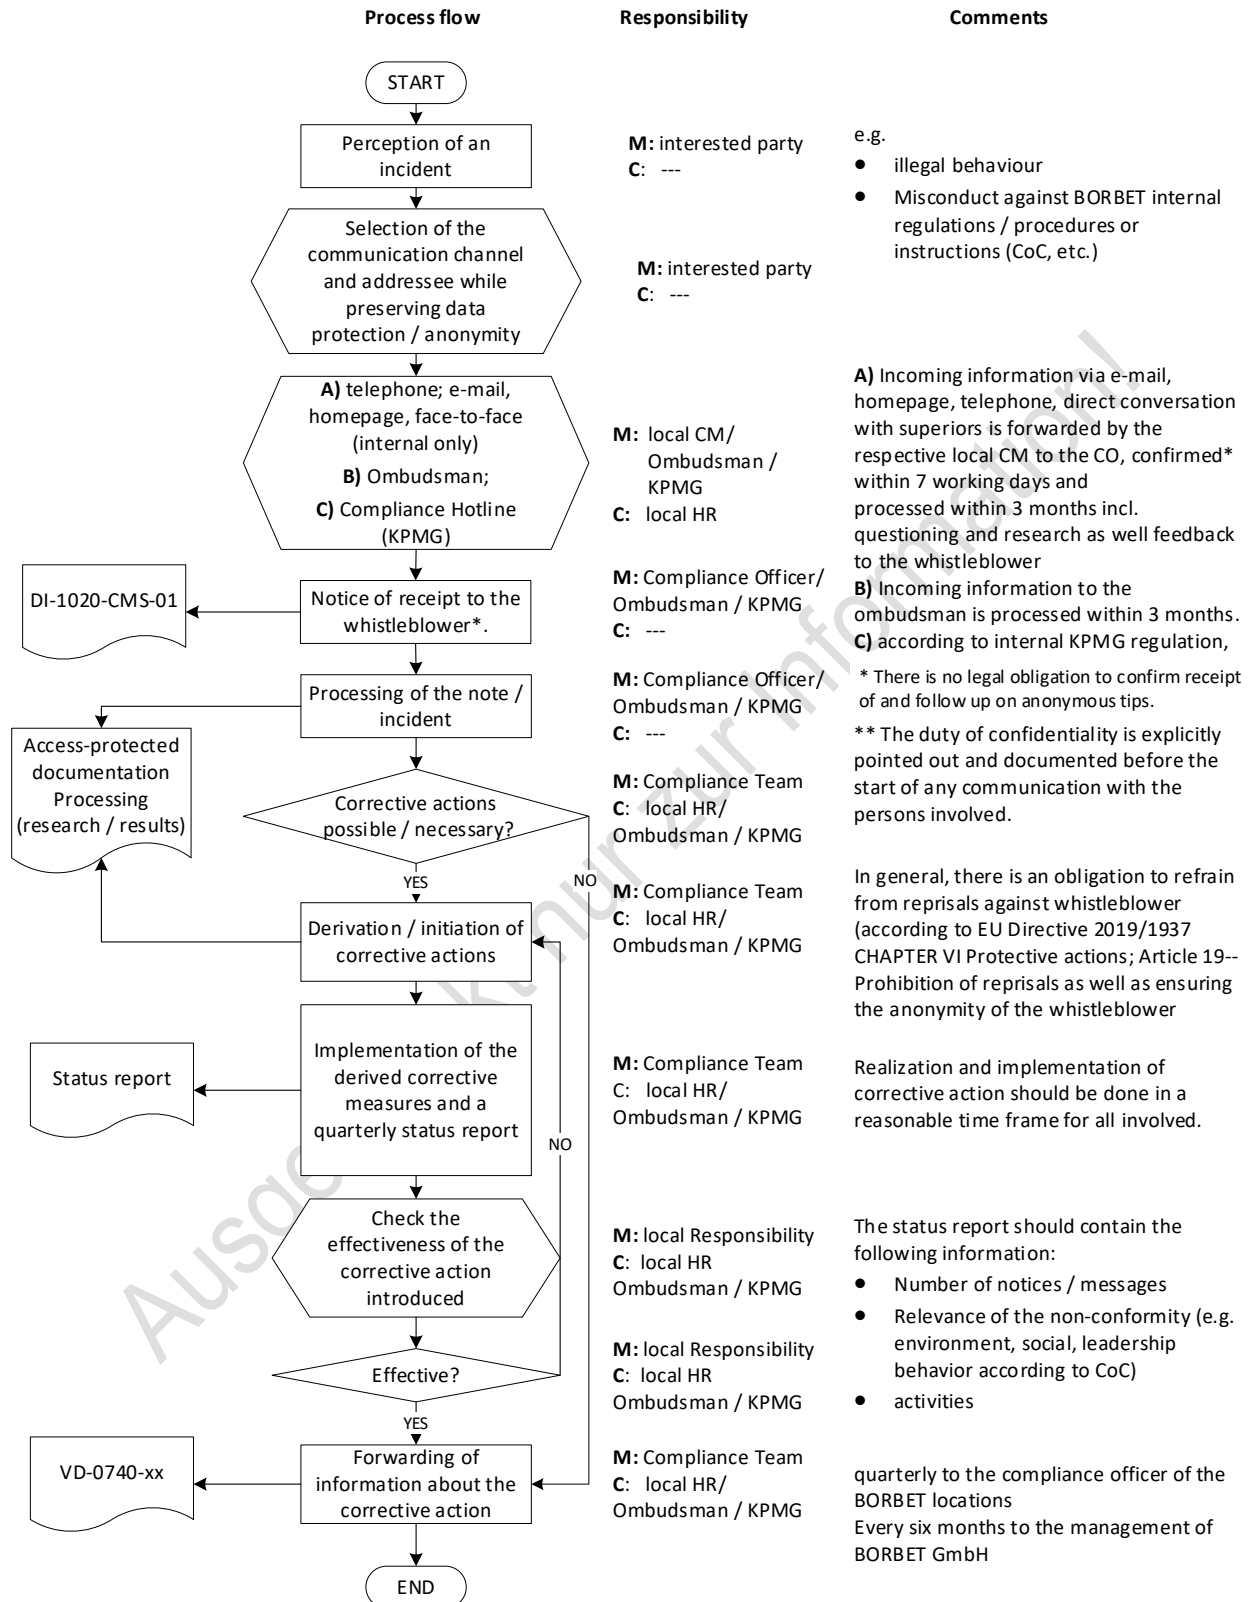 Process flow
Responsibility
Comments
START
Perception of an
incident
M: interested party
C: ---
e.g.
• illegal behaviour
• Misconduct against BORBET internal
regulations / procedures or
instructions (CoC, etc.)
Selection of the
communication channel
and addressee while
preserving data
protection / anonymity
M: interested party
C: ---
A) telephone; e-mail,
homepage, face-to-face
(internal only)
B) Ombudsman;
C) Compliance Hotline
(KPMG)
M: local CM/
Ombudsman /
KPMG
C: local HR
A) Incoming information via e-mail,
homepage, telephone, direct conversation
with superiors is forwarded by the
respective local CM to the CO, confirmed*
within 7 working days and
processed within 3 months incl.
questioning and research as well feedback
to the whistleblower
B) Incoming information to the
ombudsman is processed within 3 months.
C) according to internal KPMG regulation,
DI-1020-CMS-01
Notice of receipt to the
whistleblower*.
M: Compliance Officer/
Ombudsman / KPMG
C: ---
* There is no legal obligation to confirm receipt
of and follow up on anonymous tips.
Processing of the note /
incident
M: Compliance Officer/
Ombudsman / KPMG
C: ---
** The duty of confidentiality is explicitly
pointed out and documented before the
start of any communication with the
persons involved.
Access-protected
documentation
Processing
(research / results)
Corrective actions
possible / necessary?
M: Compliance Team
C: local HR/
Ombudsman / KPMG
YES
NO
Derivation / initiation of
corrective actions
M: Compliance Team
C: local HR/
Ombudsman / KPMG
In general, there is an obligation to refrain
from reprisals against whistleblower
(according to EU Directive 2019/1937
CHAPTER VI Protective actions; Article 19--
Prohibition of reprisals as well as ensuring
the anonymity of the whistleblower
Status report
Implementation of the
derived corrective
measures and a
quarterly status report
NO
M: Compliance Team
C: local HR/
Ombudsman / KPMG
Realization and implementation of
corrective action should be done in a
reasonable time frame for all involved.
Check the
effectiveness of the
corrective action
introduced
M: local Responsibility
C: local HR
Ombudsman / KPMG
The status report should contain the
following information:
• Number of notices / messages
• Relevance of the non-conformity (e.g.
environment, social, leadership
behavior according to CoC)
• activities
Effective?
M: local Responsibility
C: local HR
Ombudsman / KPMG
YES
VD-0740-xx
Forwarding of
information about the
corrective action
M: Compliance Team
C: local HR/
Ombudsman / KPMG
quarterly to the compliance officer of the
BORBET locations
Every six months to the management of
BORBET GmbH
END
nur zur Information!